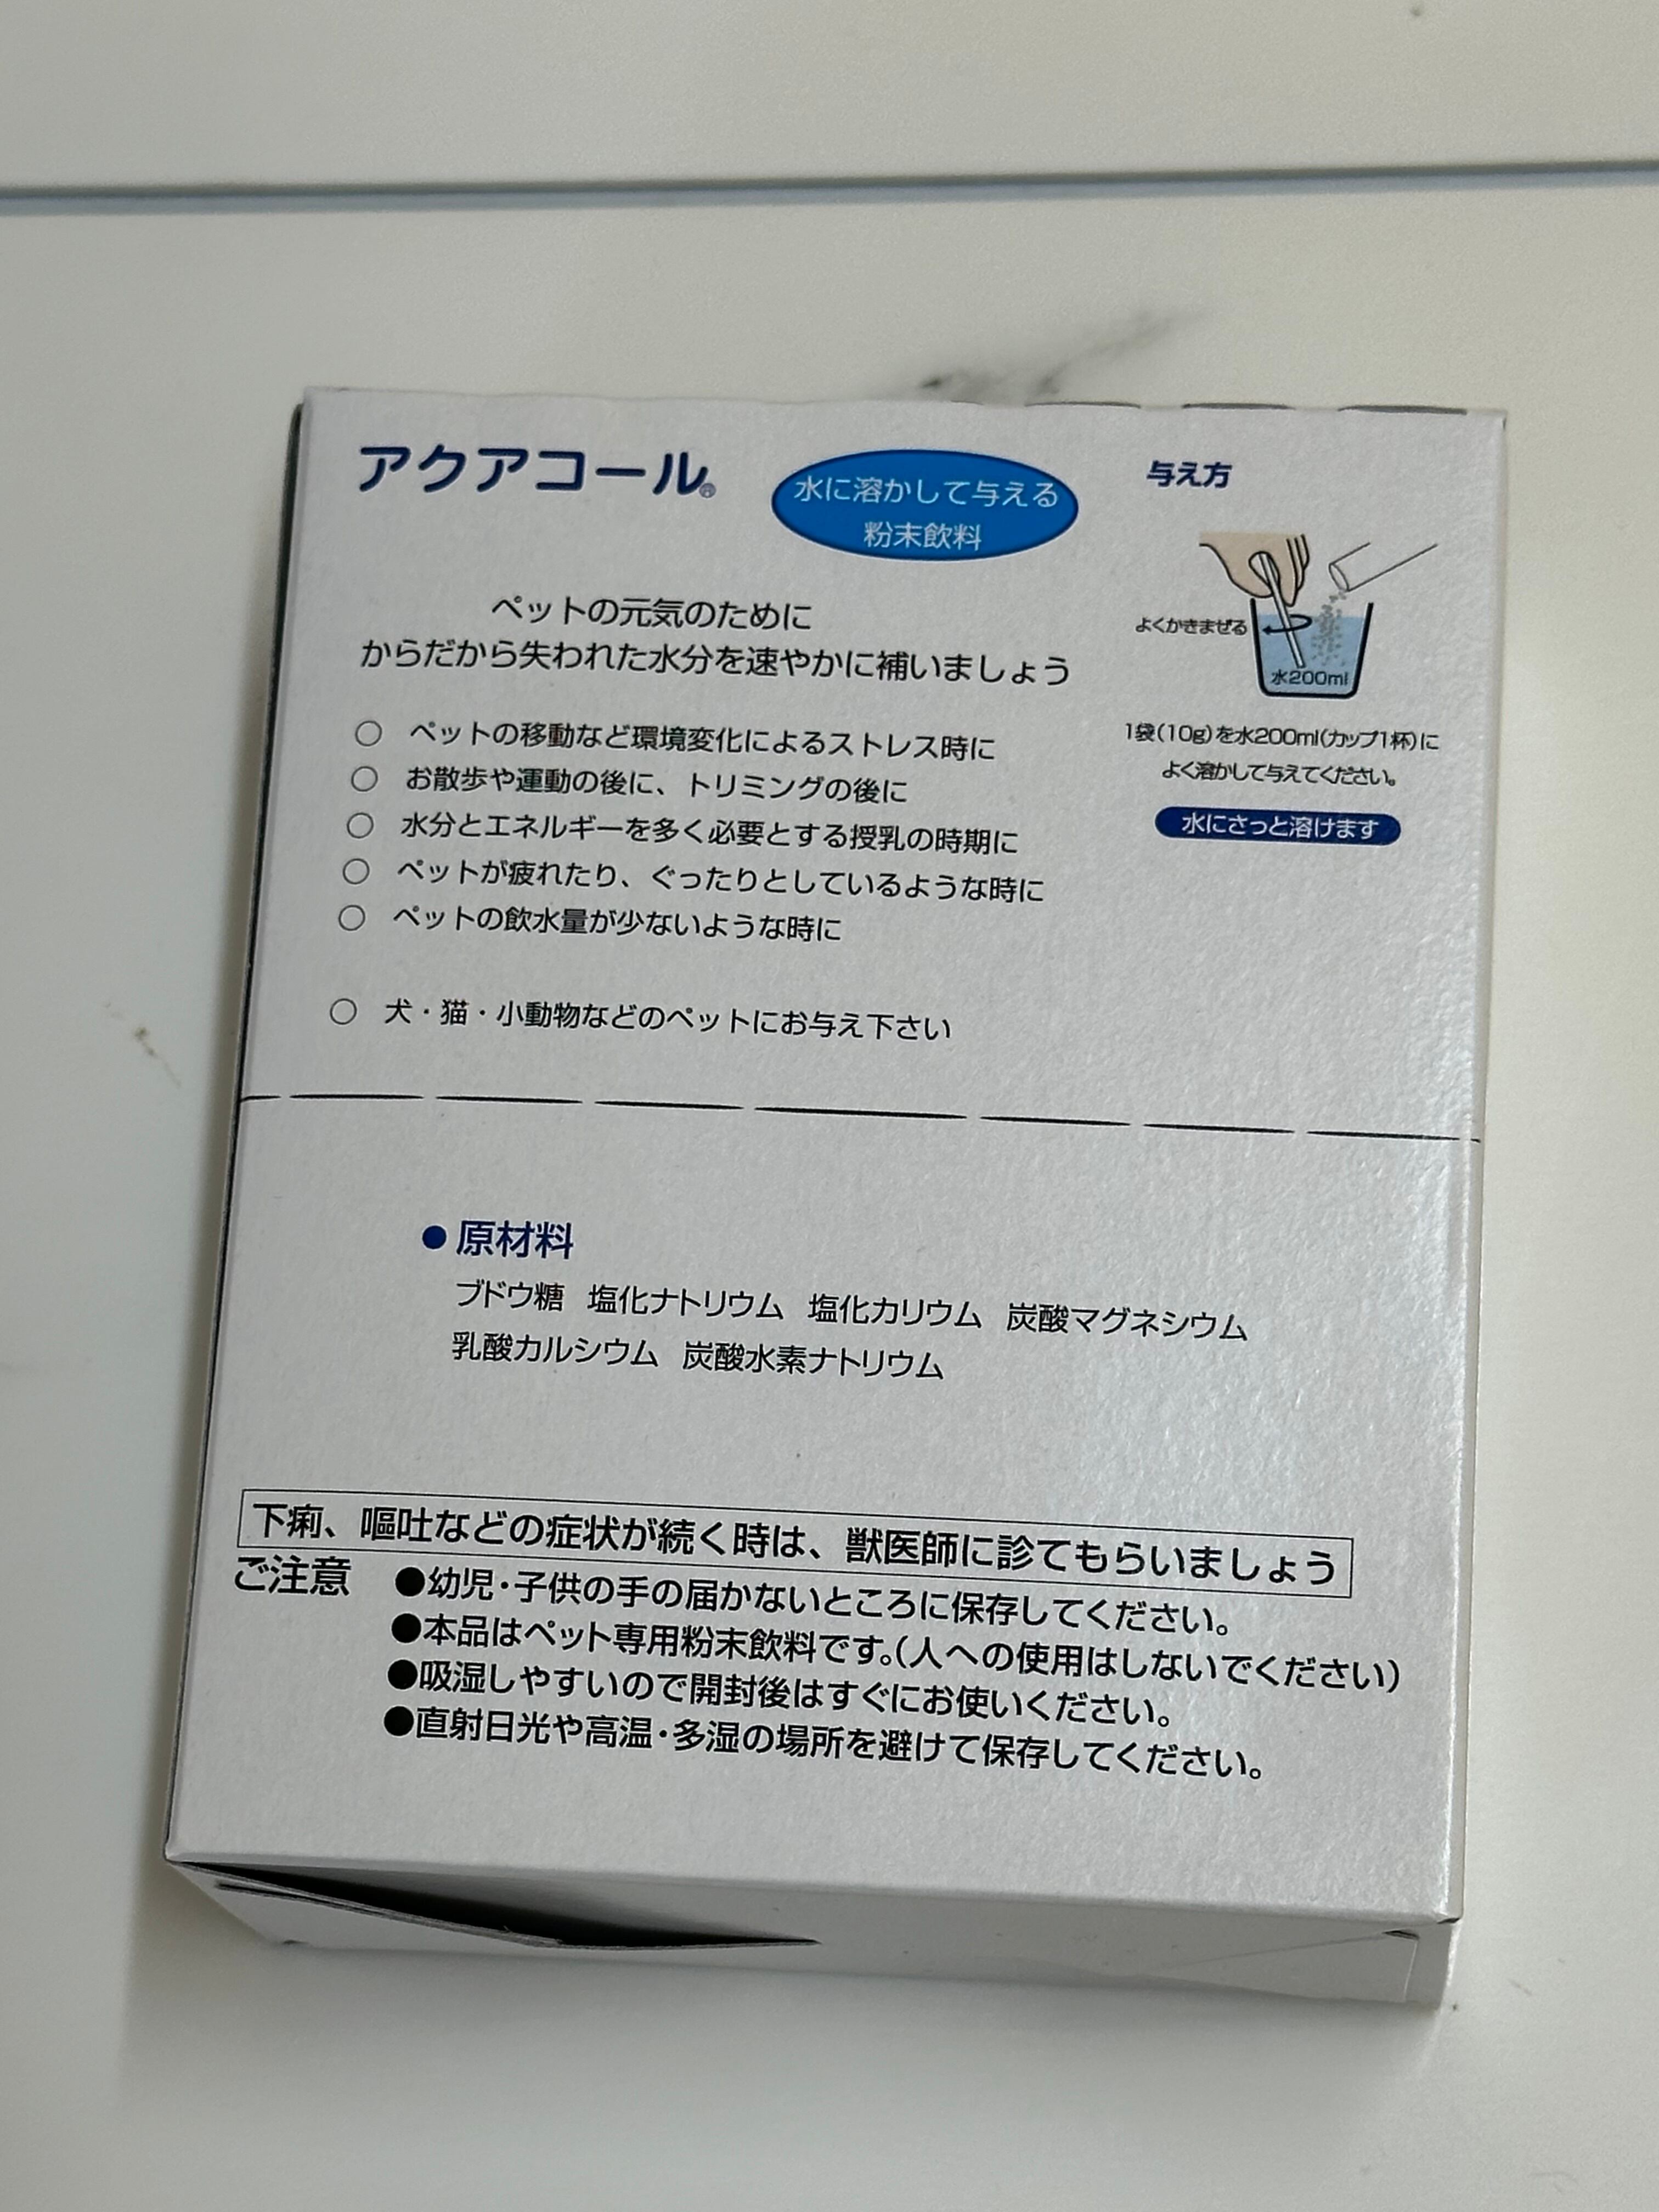 アクアコール®
水に溶かして与える
粉末飲料
ペットの元気のために
からだから失われた水分を速やかに補いましょう
○ ペットの移動など環境変化によるストレス時に
○ お散歩や運動の後に、トリミングの後に
○ 水分とエネルギーを多く必要とする授乳の時期に
○ ペットが疲れたり、ぐったりとしているような時に
○ ペットの飲水量が少ないような時に
○ 犬・猫・小動物などのペットにお与え下さい
与え方
よくかきまぜる
水200ml
1袋(10g)を水200ml(カップ1杯)に
よく溶かして与えてください。
水にさっと溶けます
●原材料
ブドウ糖 塩化ナトリウム 塩化カリウム 炭酸マグネシウム
乳酸カルシウム 炭酸水素ナトリウム
下痢、嘔吐などの症状が続く時は、獣医師に診てもらいましょう
ご注意 ●幼児・子供の手の届かないところに保存してください。
●本品はペット専用粉末飲料です。(人への使用はしないでください)
●吸湿しやすいので開封後はすぐにお使いください。
●直射日光や高温・多湿の場所を避けて保存してください。